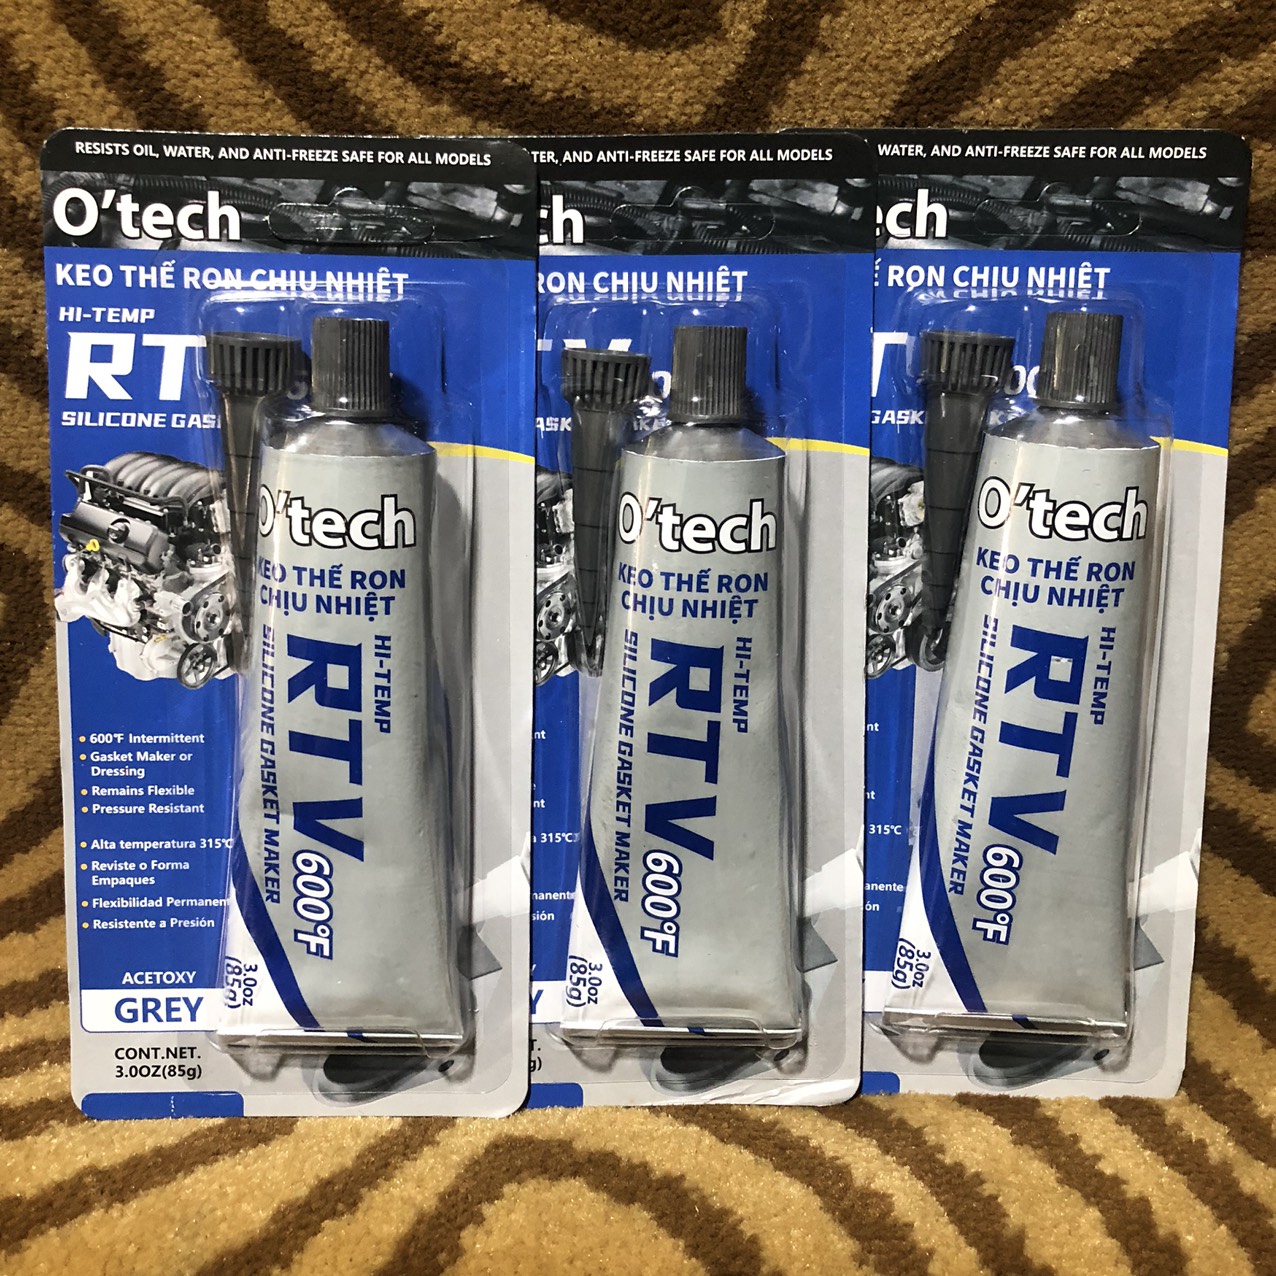 RESISTS OIL, WATER, AND ANTI-FREEZE SAFE FOR ALL MODELS
O'tech
KEO THẾ RON CHỊU NHIỆT
HI-TEMP
RT
SILICONE GAS
600℉ Intermittent
Gasket Maker or
Dressing
Remains Flexible
Pressure Resistant
Alta temperatura 315℃
Reviste o Forma
Empaques
Flexibilidad Permanen
Resistente a Presión
ACETOXY
GREY
CONT.NET.
3.0OZ(85g)
O'tech
KEO THẾ RON
CHỊU NHIỆT
HI-TEMP
RTV 600°F
SILICONE GASKET MAKER
3.0oz
(85g)
TER, AND ANTI-FREEZE SAFE FOR ALL MODELS
ch
RON CHỊU NHIỆT
O'tech
KEO THẾ RON
CHỊU NHIỆT
HI-TEMP
RTV 600°F
SILICONE GASKET MAKER
3.0oz
(85g)
WATER, AND ANTI-FREEZE SAFE FOR ALL MODELS
tech
RON CHỊU NHIỆT
GASK
315℃
O'tech
KEO THẾ RON
CHỊU NHIỆT
HI-TEMP
RTV 600°F
SILICONE GASKET MAKER
3.0oz
(85g)